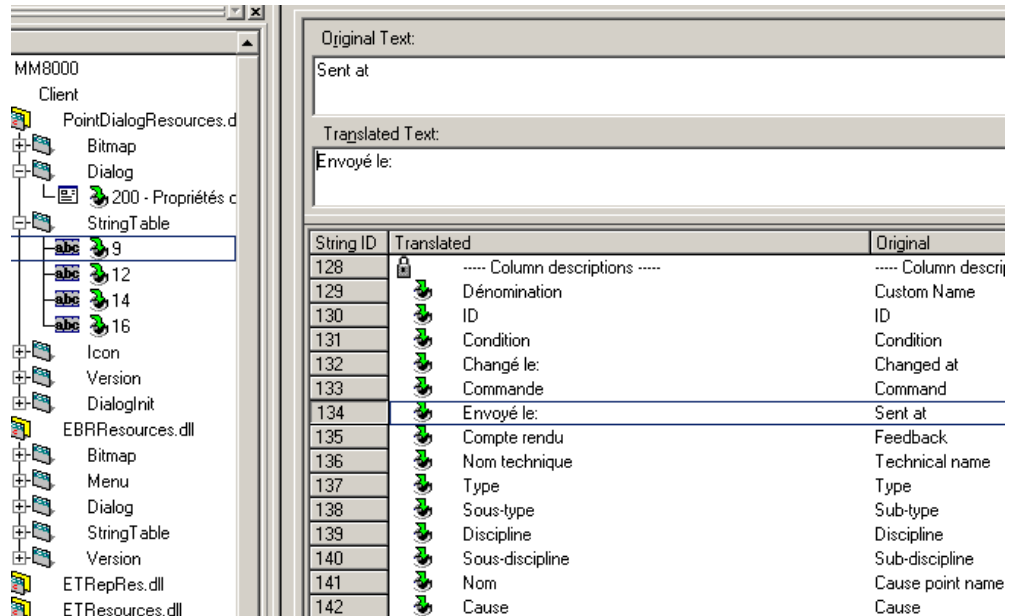 MM8000
Client
PointDialogResources.d
Bitmap
Dialog
200 - Propriétés c
StringTable
abc 9
abc 12
abc 14
abc 16
Icon
Version
DialogInit
EBRResources.dll
Bitmap
Menu
Dialog
StringTable
Version
ETRepRes.dll
ETResources.dll
Original Text:
Sent at
Translated Text:
Envoyé le:
String ID Translated Original
128 ----- Column descriptions ----- ----- Column descrip
129 Dénomination Custom Name
130 ID ID
131 Condition Condition
132 Changé le: Changed at
133 Commande Command
134 Envoyé le: Sent at
135 Compte rendu Feedback
136 Nom technique Technical name
137 Type Type
138 Sous-type Sub-type
139 Discipline Discipline
140 Sous-discipline Sub-discipline
141 Nom Cause point name
142 Cause Cause